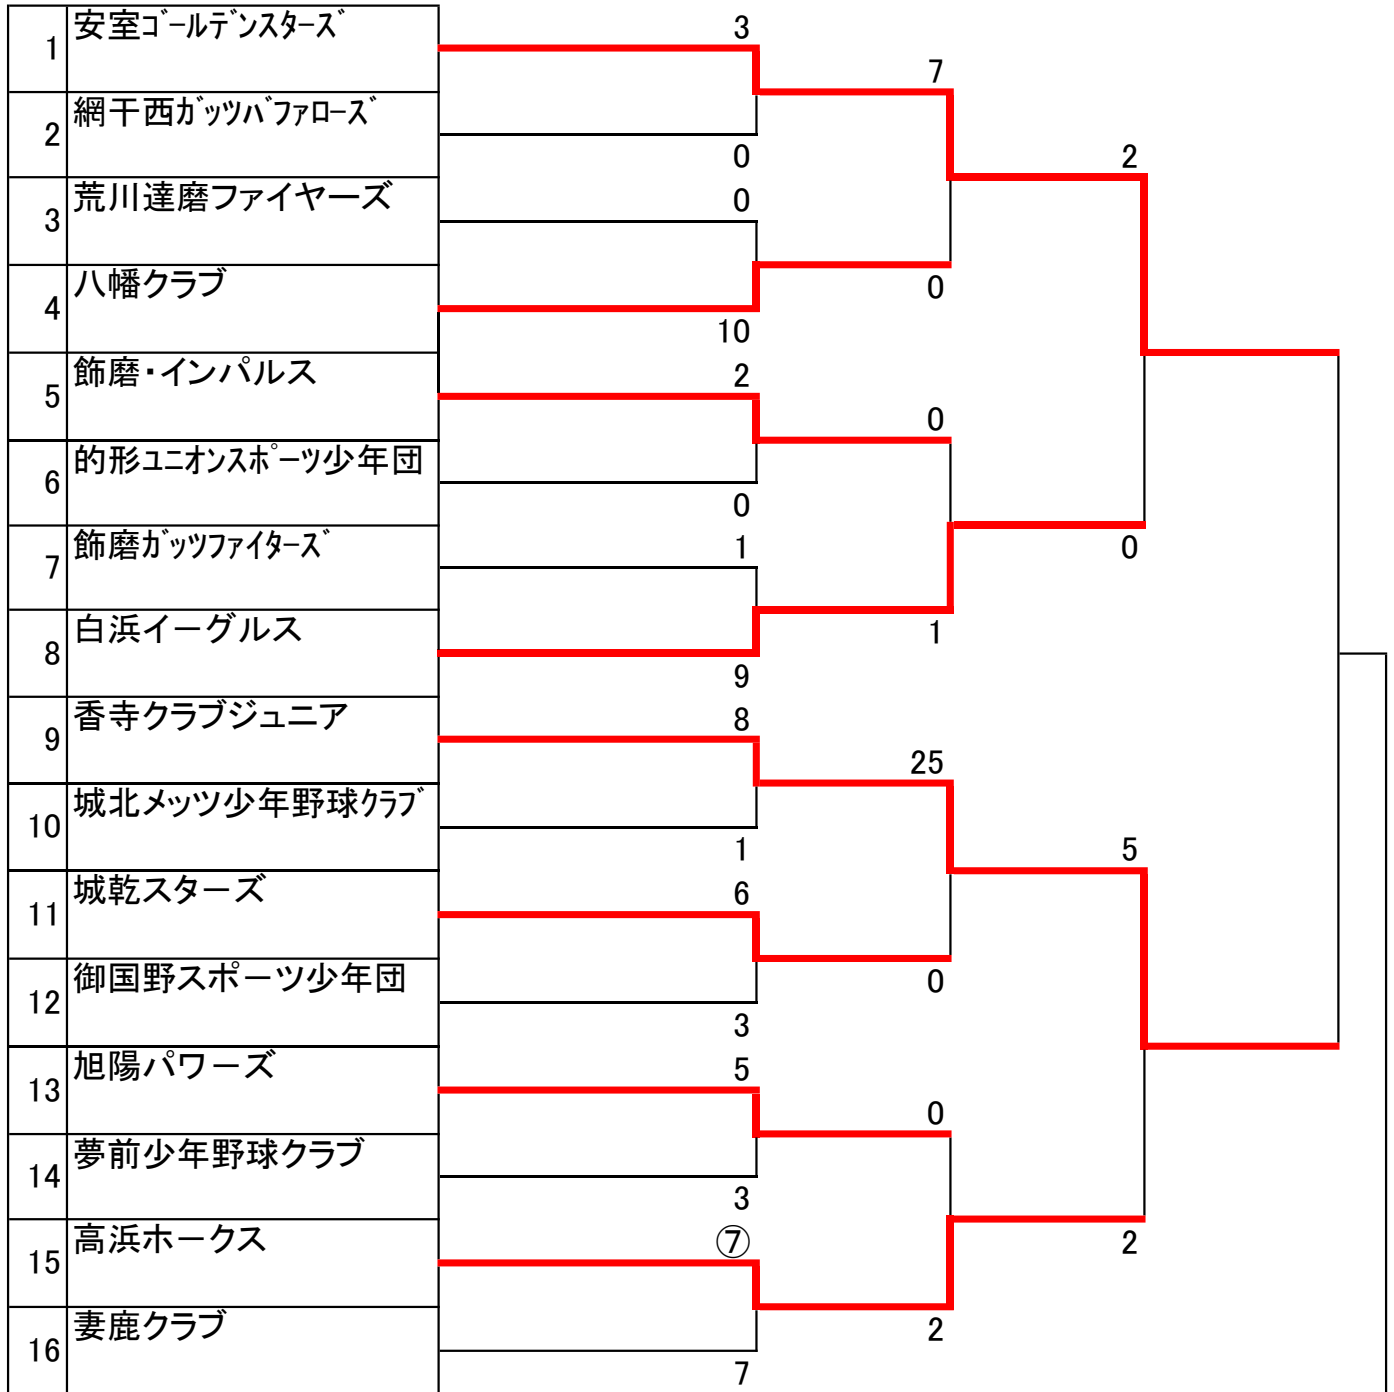 1 安室ｺﾞｰﾙﾃﾞﾝｽﾀｰｽﾞ
3
7
2 網干西ｶﾞｯﾂﾊﾞﾌｧﾛｰｽﾞ
0
2
3 荒川達磨ファイヤーズ
0
4 八幡クラブ
0
10
5 飾磨・インパルス
2
0
6 的形ﾕﾆｵﾝｽﾎﾟｰﾂ少年団
0
7 飾磨ｶﾞｯﾂﾌｧｲﾀｰｽﾞ
1
0
8 白浜イーグルス
1
9
9 香寺クラブジュニア
8
25
10 城北メッツ少年野球ｸﾗﾌﾞ
1
5
11 城乾スターズ
6
12 御国野スポーツ少年団
0
3
13 旭陽パワーズ
5
0
14 夢前少年野球クラブ
3
15 高浜ホークス
⑦
2
16 妻鹿クラブ
2
7